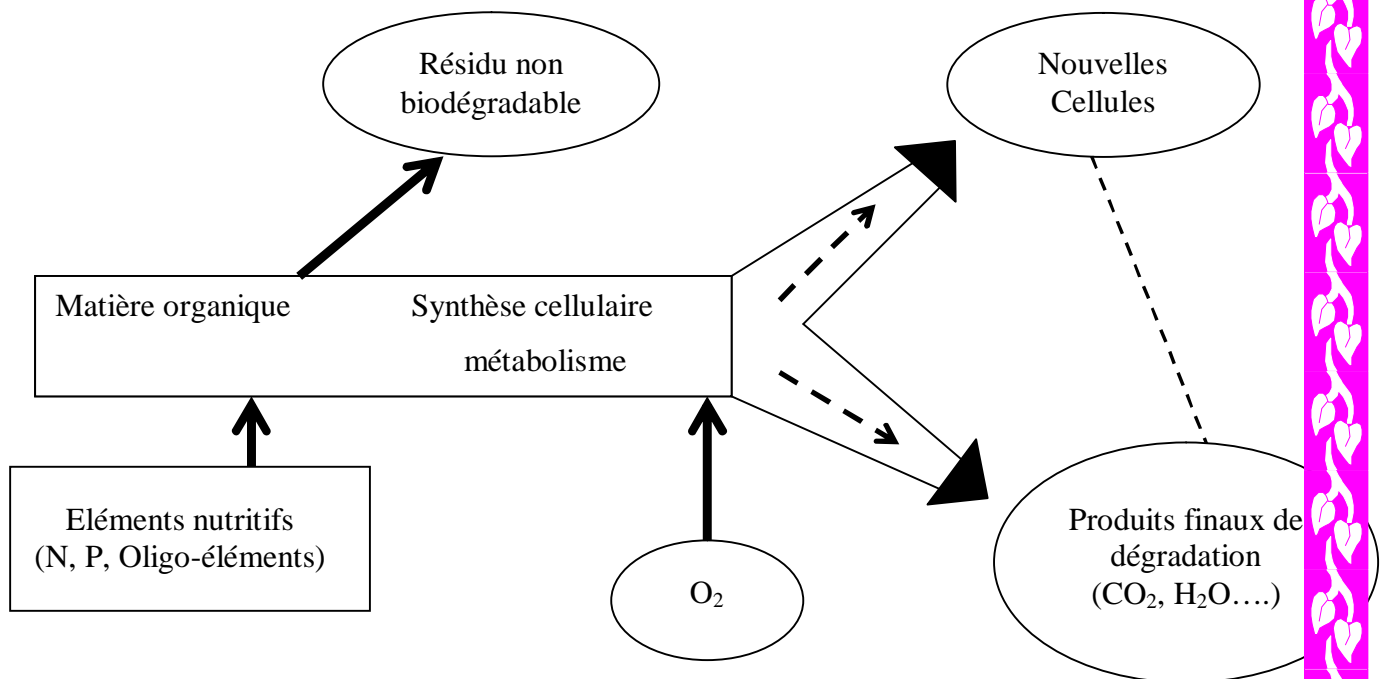 Résidu non
biodégradable
Nouvelles
Cellules
Matière organique
Synthèse cellulaire
métabolisme
Eléments nutritifs
(N, P, Oligo-éléments)
O₂
Produits finaux de
dégradation
(CO₂, H₂O….)